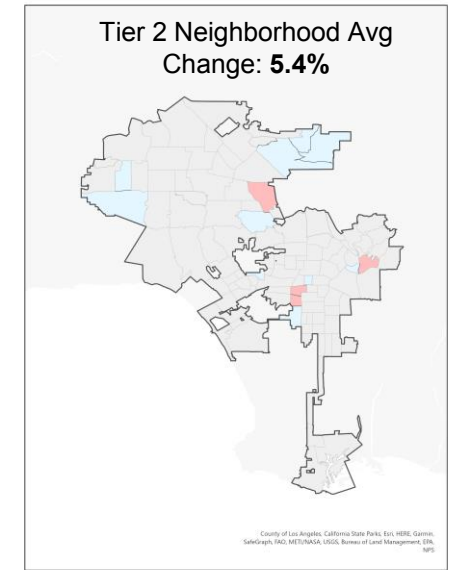 Tier 2 Neighborhood Avg
Change: 5.4%
County of Los Angeles, California State Parks, Esri, HERE, Garmin,
SafeGraph, FAO, METI/NASA, USGS, Bureau of Land Management, EPA,
NPS